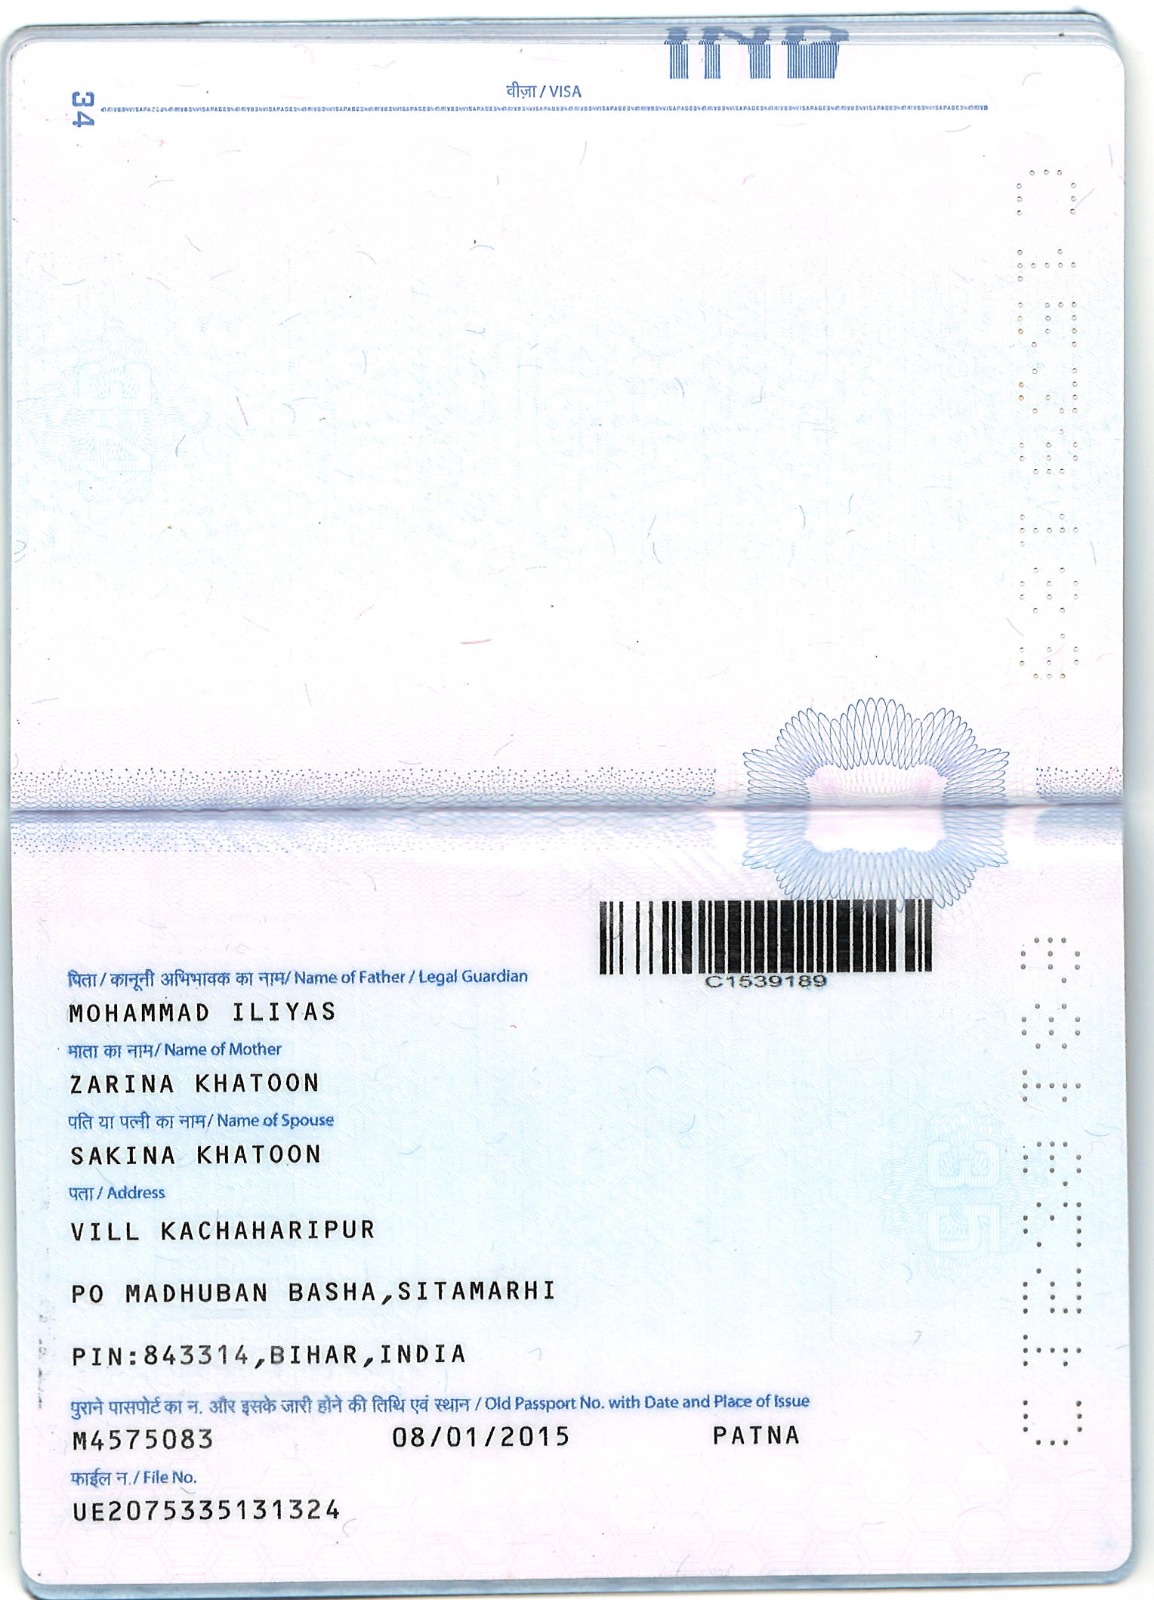 IND
34
वीज़ा / VISA
C1539189
पिता / कानूनी अभिभावक का नाम/ Name of Father / Legal Guardian
MOHAMMAD ILIYAS
माता का नाम/ Name of Mother
ZARINA KHATOON
पति या पत्नी का नाम/ Name of Spouse
SAKINA KHATOON
पता / Address
VILL KACHAHARIPUR
PO MADHUBAN BASHA,SITAMARHI
PIN:843314,BIHAR,INDIA
पुराने पासपोर्ट का न. और इसके जारी होने की तिथि एवं स्थान / Old Passport No. with Date and Place of Issue
M4575083 08/01/2015 PATNA
फाईल न./ File No.
UE2075335131324
35